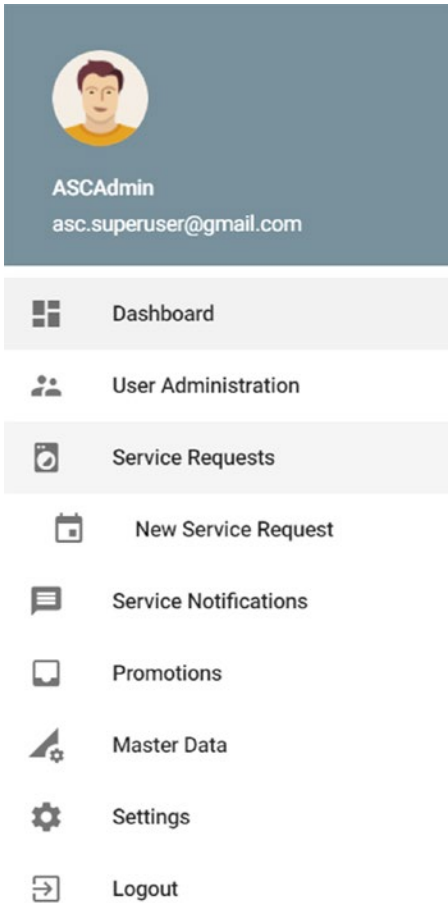 ASCAdmin
asc.superuser@gmail.com
Dashboard
User Administration
Service Requests
New Service Request
Service Notifications
Promotions
Master Data
Settings
Logout